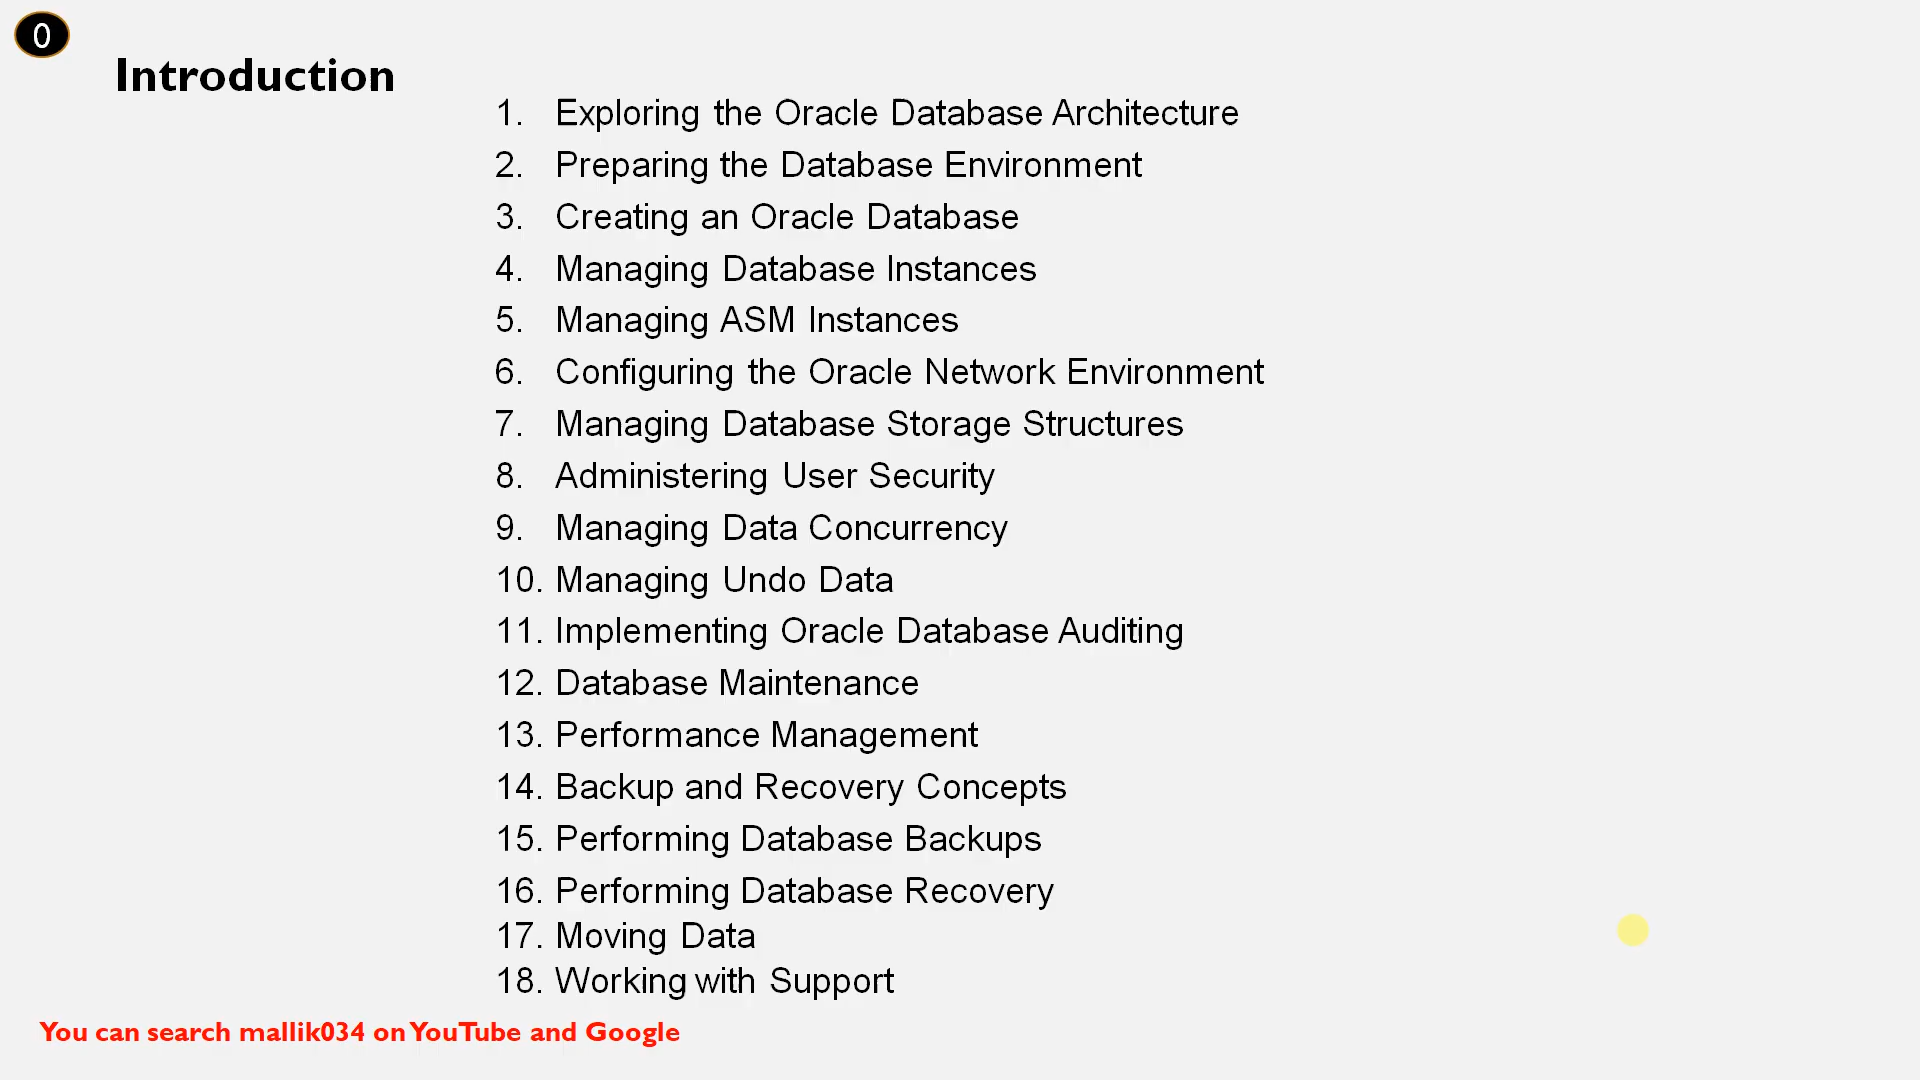 0
Introduction
1. Exploring the Oracle Database Architecture
2. Preparing the Database Environment
3. Creating an Oracle Database
4. Managing Database Instances
5. Managing ASM Instances
6. Configuring the Oracle Network Environment
7. Managing Database Storage Structures
8. Administering User Security
9. Managing Data Concurrency
10. Managing Undo Data
11. Implementing Oracle Database Auditing
12. Database Maintenance
13. Performance Management
14. Backup and Recovery Concepts
15. Performing Database Backups
16. Performing Database Recovery
17. Moving Data
18. Working with Support
You can search mallik034 on YouTube and Google